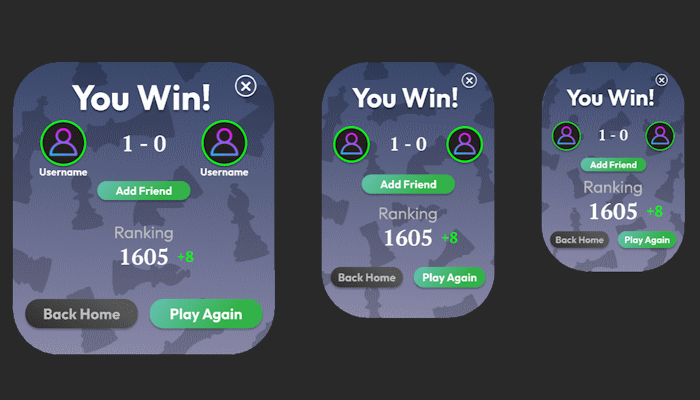 You Win!
1 - 0
Username
Username
Add Friend
Ranking
1605 +8
Back Home
Play Again
You Win!
1 - 0
Add Friend
Ranking
1605 +8
Back Home
Play Again
You Win!
1 - 0
Add Friend
Ranking
1605 +8
Back Home
Play Again